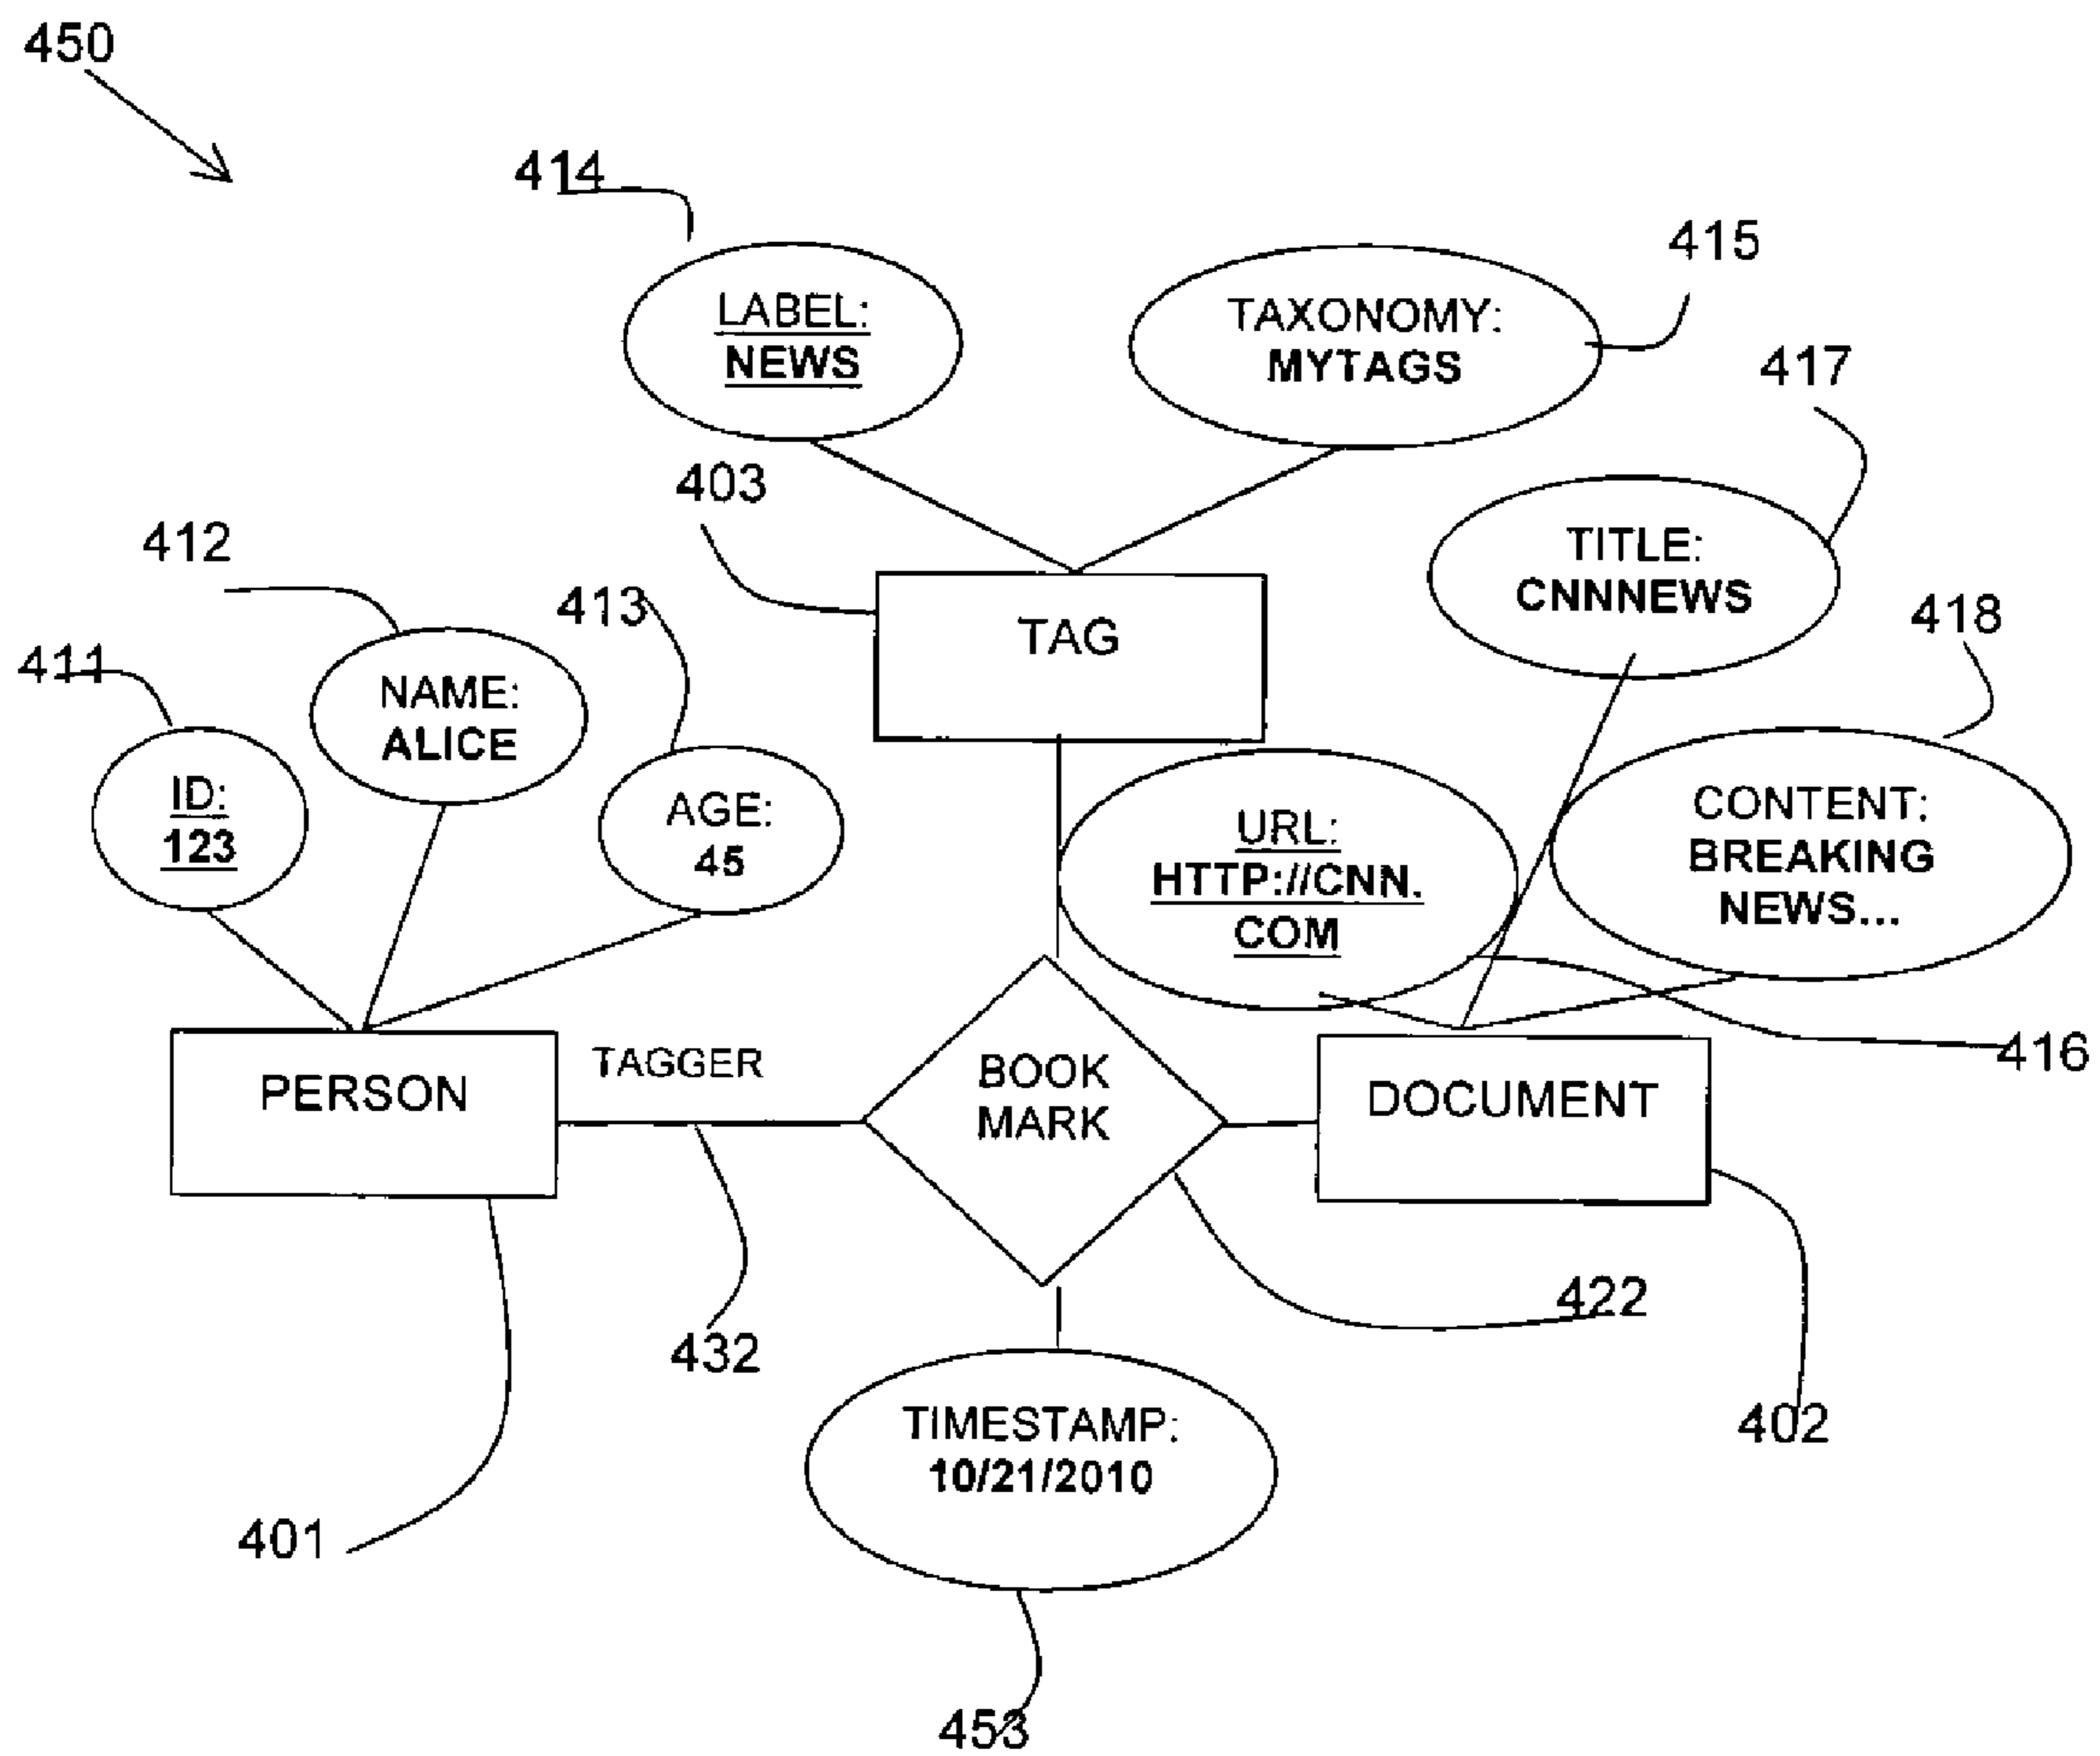 450
414
415
LABEL:
NEWS
TAXONOMY:
MYTAGS
417
403
412
TITLE:
CNNNEWS
413
418
TAG
411
NAME:
ALICE
ID:
123
AGE:
45
URL:
HTTP://CNN.
COM
CONTENT:
BREAKING
NEWS...
416
PERSON
TAGGER
BOOK
MARK
DOCUMENT
422
432
402
TIMESTAMP:
10/21/2010
401
453